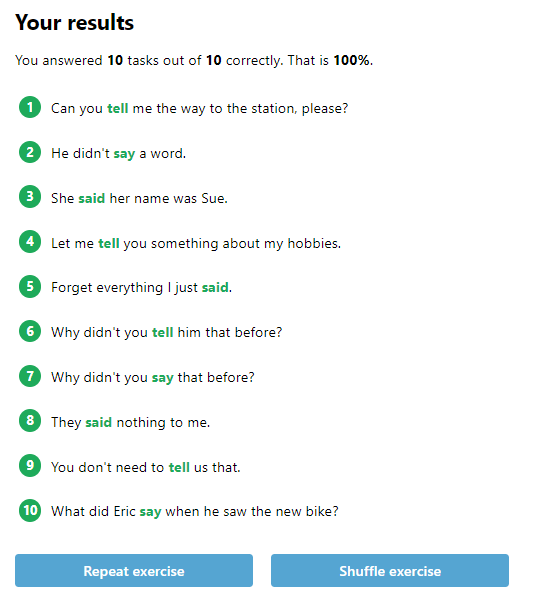 Your results
You answered 10 tasks out of 10 correctly. That is 100%.
1 Can you tell me the way to the station, please?
2 He didn't say a word.
3 She said her name was Sue.
4 Let me tell you something about my hobbies.
5 Forget everything I just said.
6 Why didn't you tell him that before?
7 Why didn't you say that before?
8 They said nothing to me.
9 You don't need to tell us that.
10 What did Eric say when he saw the new bike?
Repeat exercise Shuffle exercise